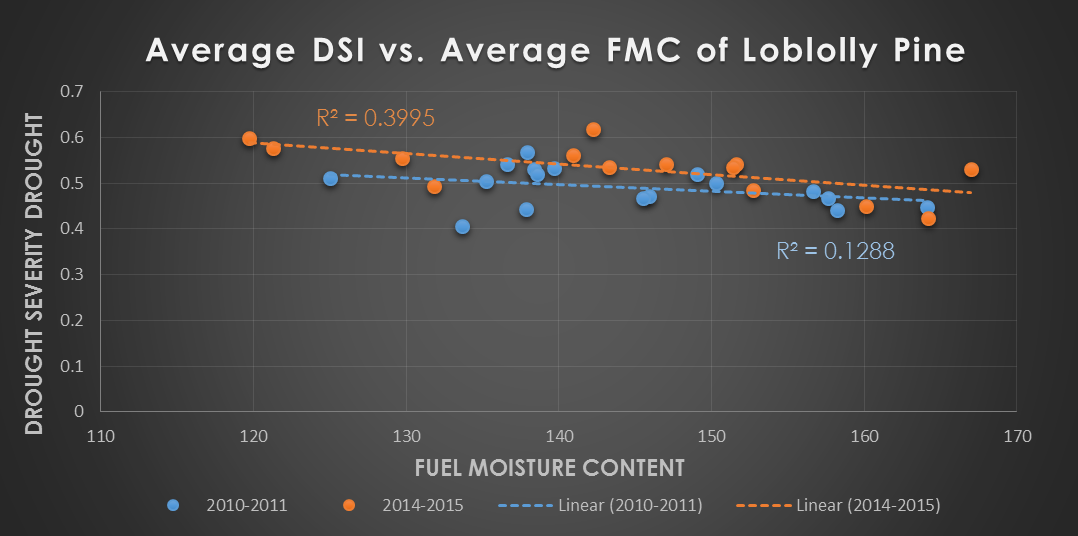 Average DSI vs. Average FMC of Loblolly Pine
DROUGHT SEVERITY DROUGHT
0.7
0.6
0.5
0.4
0.3
0.2
0.1
0
R² = 0.3995
R² = 0.1288
110 120 130 140 150 160 170
FUEL MOISTURE CONTENT
2010-2011 2014-2015 Linear (2010-2011) Linear (2014-2015)